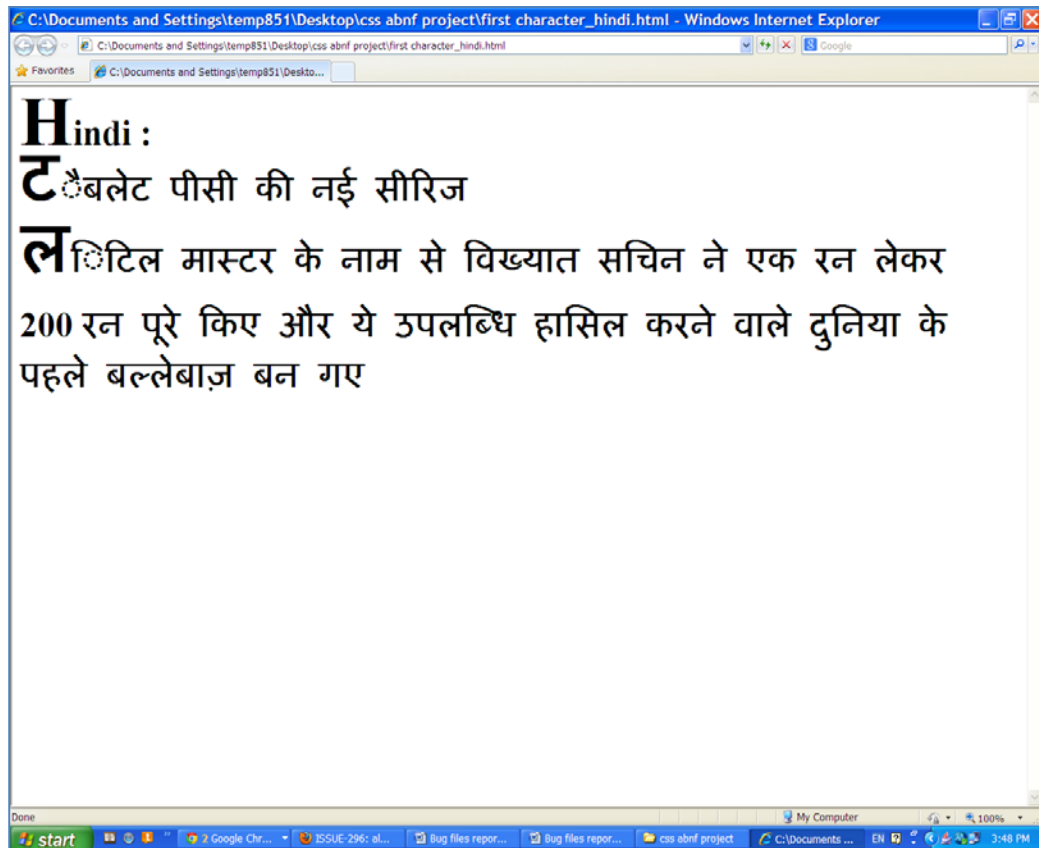 C:\Documents and Settings\temp851\Desktop\css abnf project\first character_hindi.html - Windows Internet Explorer
C:\Documents and Settings\temp851\Desktop\css abnf project\first character_hindi.html Google
Favorites C:\Documents and Settings\temp851\Deskto...
Hindi :
टैबलेट पीसी की नई सीरिज
लिटिल मास्टर के नाम से विख्यात सचिन ने एक रन लेकर
200 रन पूरे किए और ये उपलब्धि हासिल करने वाले दुनिया के
पहले बल्लेबाज़ बन गए
Done My Computer 100%
start 2 Google Chr... ISSUE-296: al... Bug files repor... Bug files repor... css abnf project C:\Documents ... EN 3:48 PM